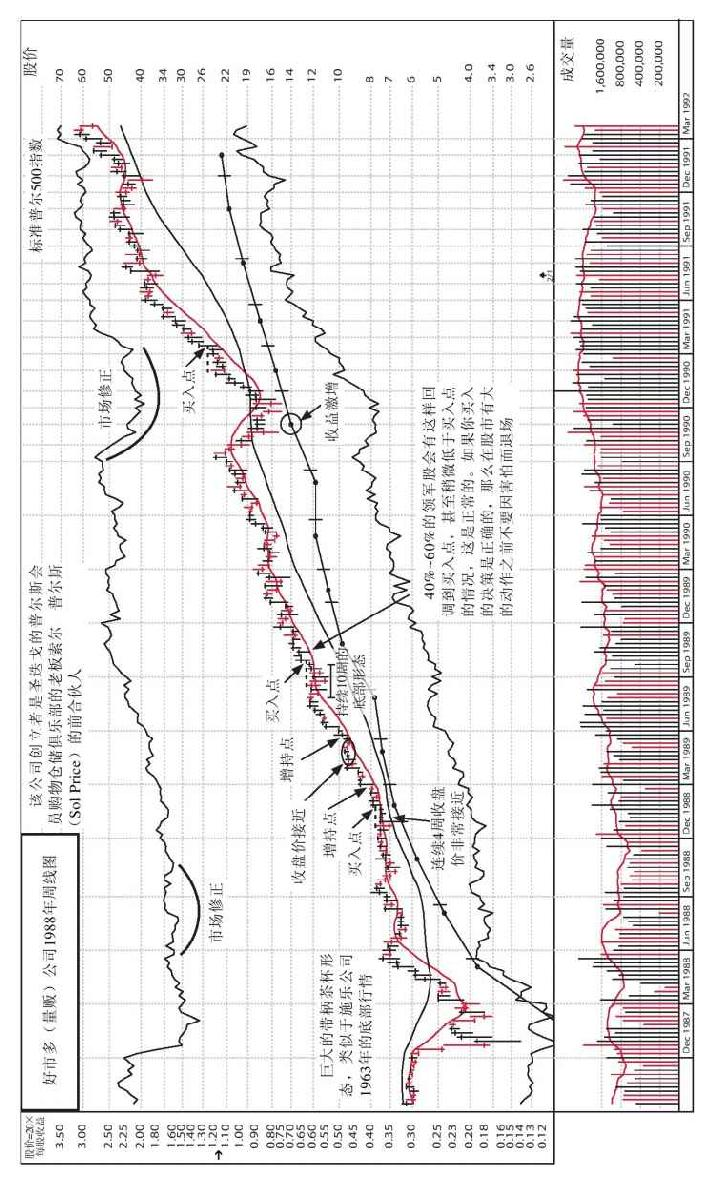 好市多（量贩）公司1988年周线图
该公司创立者是圣迭戈的普尔斯会
员购物仓储俱乐部的老板索尔 普尔斯
（Sol Price）的前合伙人
标准普尔500指数
股价
70
60
50
40
34
30
26
22
19
16
14
12
10
8
7
6
5
4.0
3.4
3.0
2.6
市场修正
市场修正
买入点
收益激增
买入点
持续10周的
底部形态
增持点
收盘价接近
增持点
买入点
连续4周收盘
价非常接近
巨大的带柄茶杯形
态，类似于施乐公司
1963年的底部行情
40%~60%的领军股会有这样回
调到买入点，甚至稍微低于买入点
的情况，这是正常的。如果你买入
的决策是正确的，那么在股市有大
的动作之前不要因害怕而退场
2/1
股价=20×
每股收益
3.50
3.00
2.50
2.25
2.00
1.80
1.60
1.50
1.40
1.30
1.20
1.10
1.00
0.90
0.80
0.75
0.70
0.65
0.60
0.55
0.50
0.45
0.40
0.35
0.30
0.25
0.23
0.20
0.18
0.16
0.15
0.14
0.13
0.12
成交量
1,600,000
800,000
400,000
200,000
Dec 1987
Mar 1988
Jun 1988
Sep 1988
Dec 1988
Mar 1989
Jun 1989
Sep 1989
Dec 1989
Mar 1990
Jun 1990
Sep 1990
Dec 1990
Mar 1991
Jun 1991
Sep 1991
Dec 1991
Mar 1992